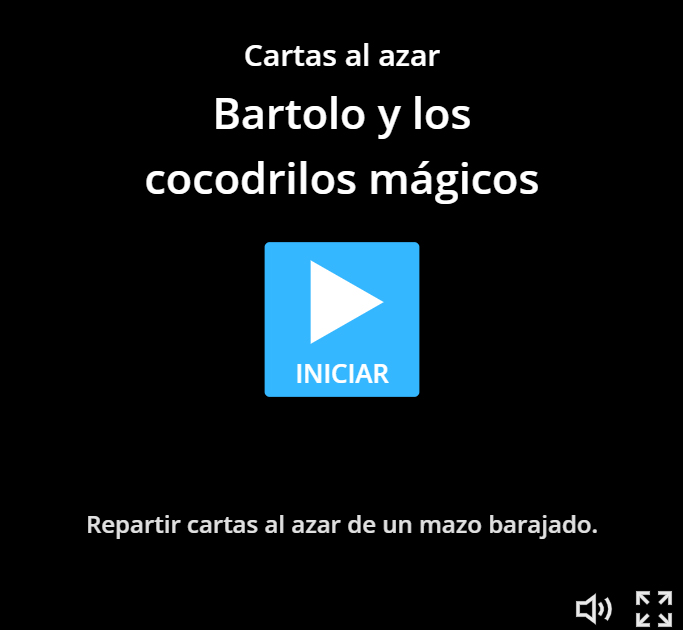 Cartas al azar
Bartolo y los
cocodrilos mágicos
INICIAR
Repartir cartas al azar de un mazo barajado.